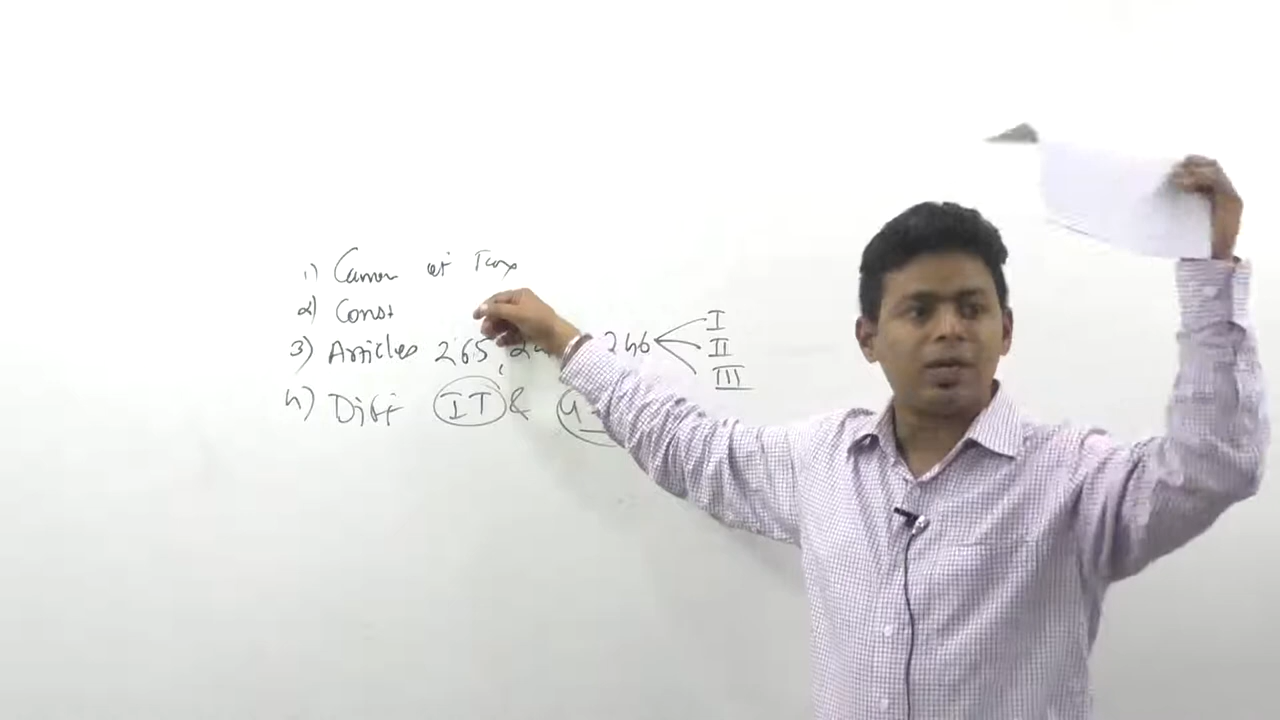 1) Canon of Tax
2) Const
3) Articles 265, 246 I II III
4) Diff IT &